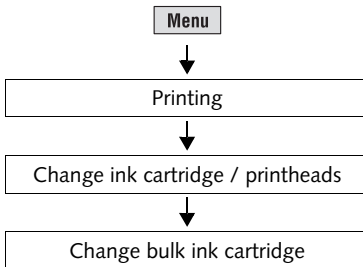 Menu
Printing
Change ink cartridge / printheads
Change bulk ink cartridge